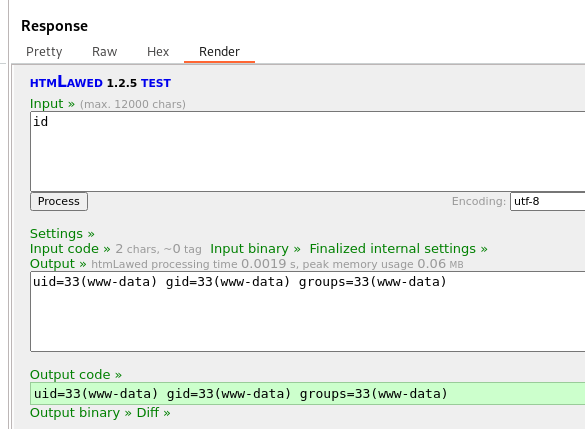 Response
Pretty Raw Hex Render
HTMLAWED 1.2.5 TEST
Input » (max. 12000 chars)
id
Process Encoding: utf-8
Settings »
Input code » 2 chars, ~0 tag Input binary » Finalized internal settings »
Output » htmLawed processing time 0.0019 s, peak memory usage 0.06 MB
uid=33(www-data) gid=33(www-data) groups=33(www-data)
Output code »
uid=33(www-data) gid=33(www-data) groups=33(www-data)
Output binary » Diff »